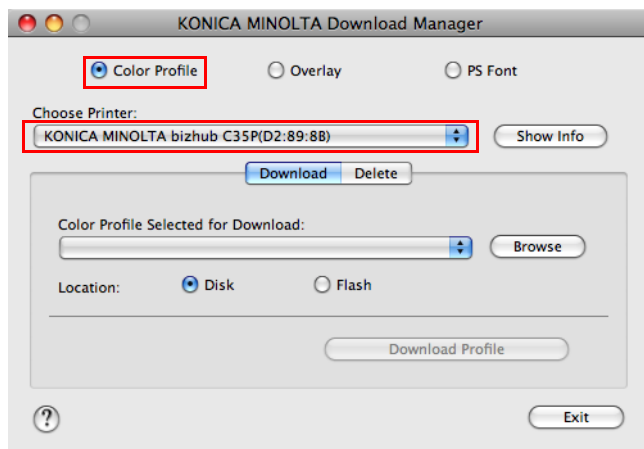 KONICA MINOLTA Download Manager
Color Profile Overlay PS Font
Choose Printer:
KONICA MINOLTA bizhub C35P(D2:89:8B) Show Info
Download Delete
Color Profile Selected for Download:
Browse
Location: Disk Flash
Download Profile
? Exit